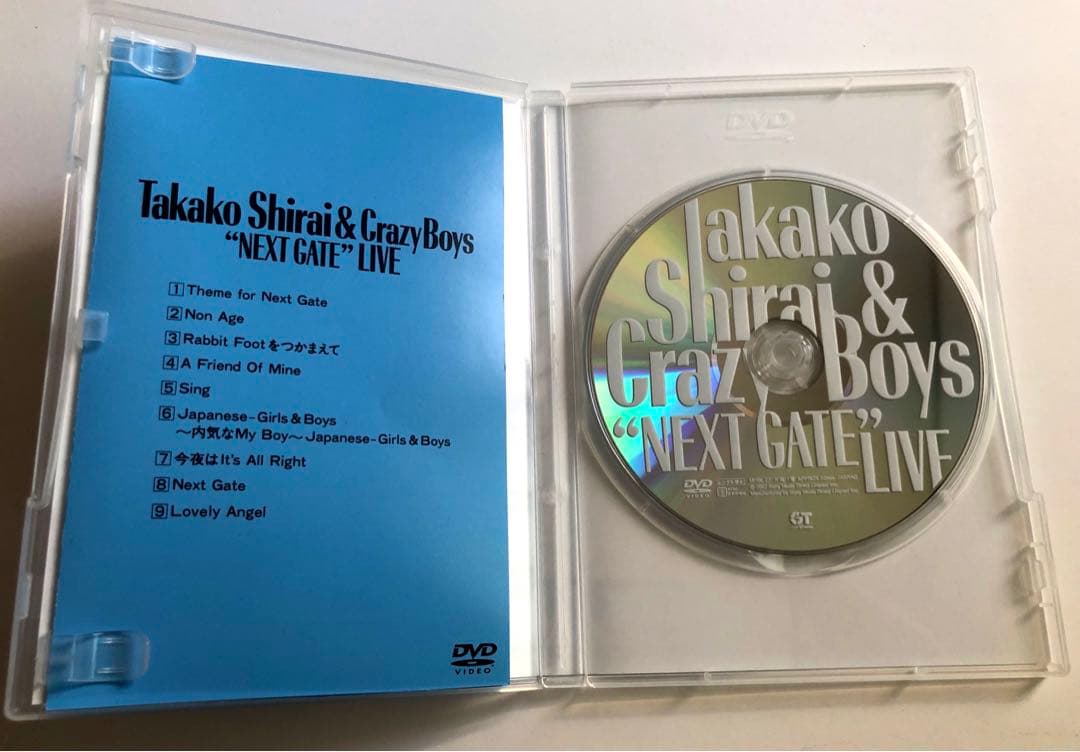 Takako Shirai & Crazy Boys
“NEXT GATE” LIVE
1 Theme for Next Gate
2 Non Age
3 Rabbit Footをつかまえて
4 A Friend Of Mine
5 Sing
6 Japanese-Girls & Boys
〜内気なMy Boy〜 Japanese-Girls & Boys
7 今夜はIt's All Right
8 Next Gate
9 Lovely Angel
DVD
VIDEO
DVD
Takako
Shirai &
Crazy Boys
“NEXT GATE”
LIVE
DVD
VIDEO
GT